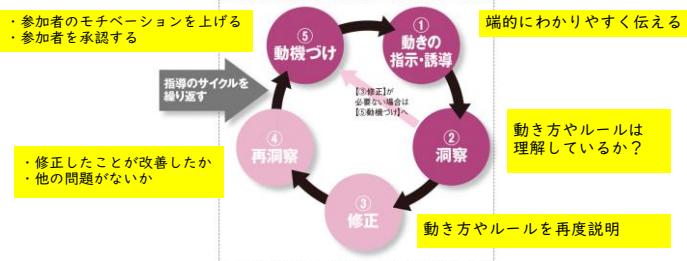 ・参加者のモチベーションを上げる
・参加者を承認する
⑤
動機づけ
①
動きの
指示・誘導
端的にわかりやすく伝える
指導のサイクルを
繰り返す
【③修正】が
必要ない場合は
【⑤動機づけ】へ
②
洞察
動き方やルールは
理解しているか？
④
再洞察
・修正したことが改善したか
・他の問題がないか
③
修正
動き方やルールを再度説明